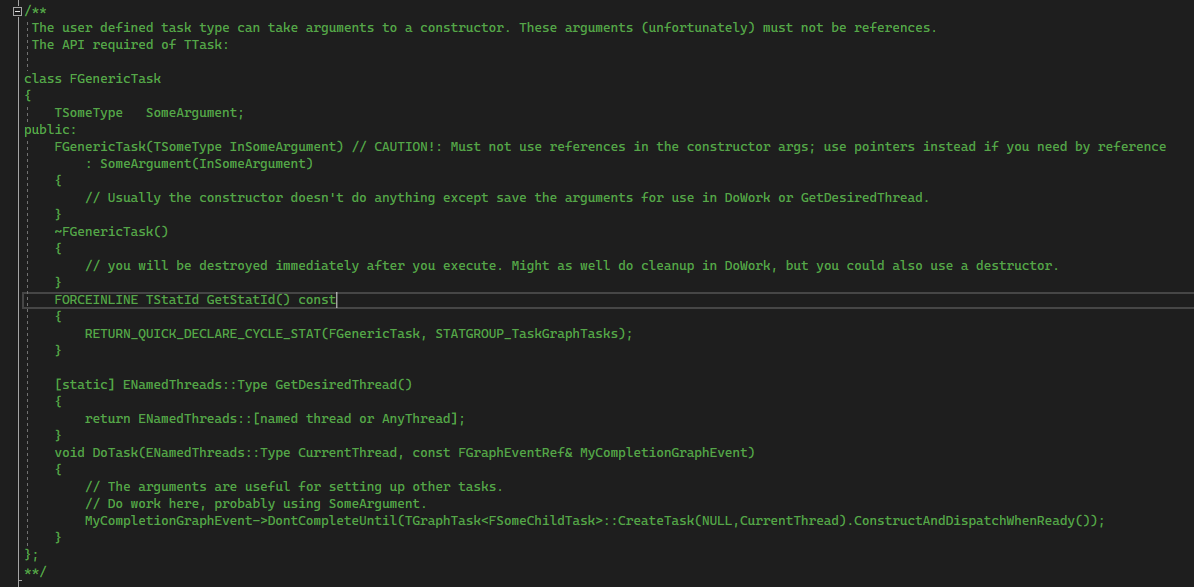 /**
The user defined task type can take arguments to a constructor. These arguments (unfortunately) must not be references.
The API required of TTask:

class FGenericTask
{
    TSomeType   SomeArgument;
public:
    FGenericTask(TSomeType InSomeArgument) // CAUTION!: Must not use references in the constructor args; use pointers instead if you need by reference
        : SomeArgument(InSomeArgument)
    {
        // Usually the constructor doesn't do anything except save the arguments for use in DoWork or GetDesiredThread.
    }
    ~FGenericTask()
    {
        // you will be destroyed immediately after you execute. Might as well do cleanup in DoWork, but you could also use a destructor.
    }
    FORCEINLINE TStatId GetStatId() const
    {
        RETURN_QUICK_DECLARE_CYCLE_STAT(FGenericTask, STATGROUP_TaskGraphTasks);
    }

    [static] ENamedThreads::Type GetDesiredThread()
    {
        return ENamedThreads::[named thread or AnyThread];
    }
    void DoTask(ENamedThreads::Type CurrentThread, const FGraphEventRef& MyCompletionGraphEvent)
    {
        // The arguments are useful for setting up other tasks.
        // Do work here, probably using SomeArgument.
        MyCompletionGraphEvent->DontCompleteUntil(TGraphTask<FSomeChildTask>::CreateTask(NULL,CurrentThread).ConstructAndDispatchWhenReady());
    }
};
**/